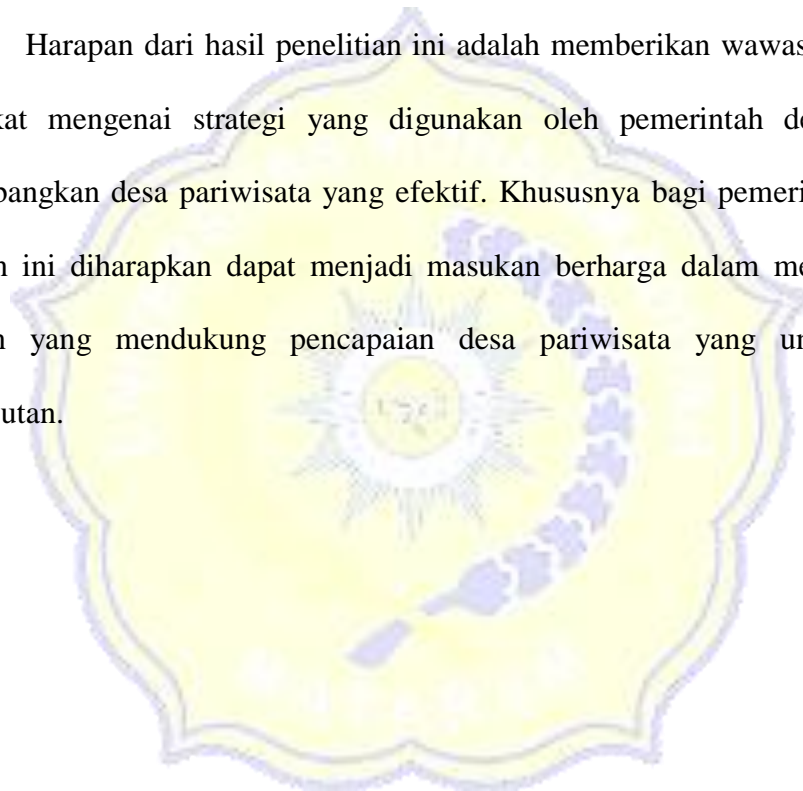 Harapan dari hasil penelitian ini adalah memberikan wawas
kat mengenai strategi yang digunakan oleh pemerintah de
bangkan desa pariwisata yang efektif. Khususnya bagi pemeri
n ini diharapkan dapat menjadi masukan berharga dalam me
n yang mendukung pencapaian desa pariwisata yang un
utan.
MATARAM